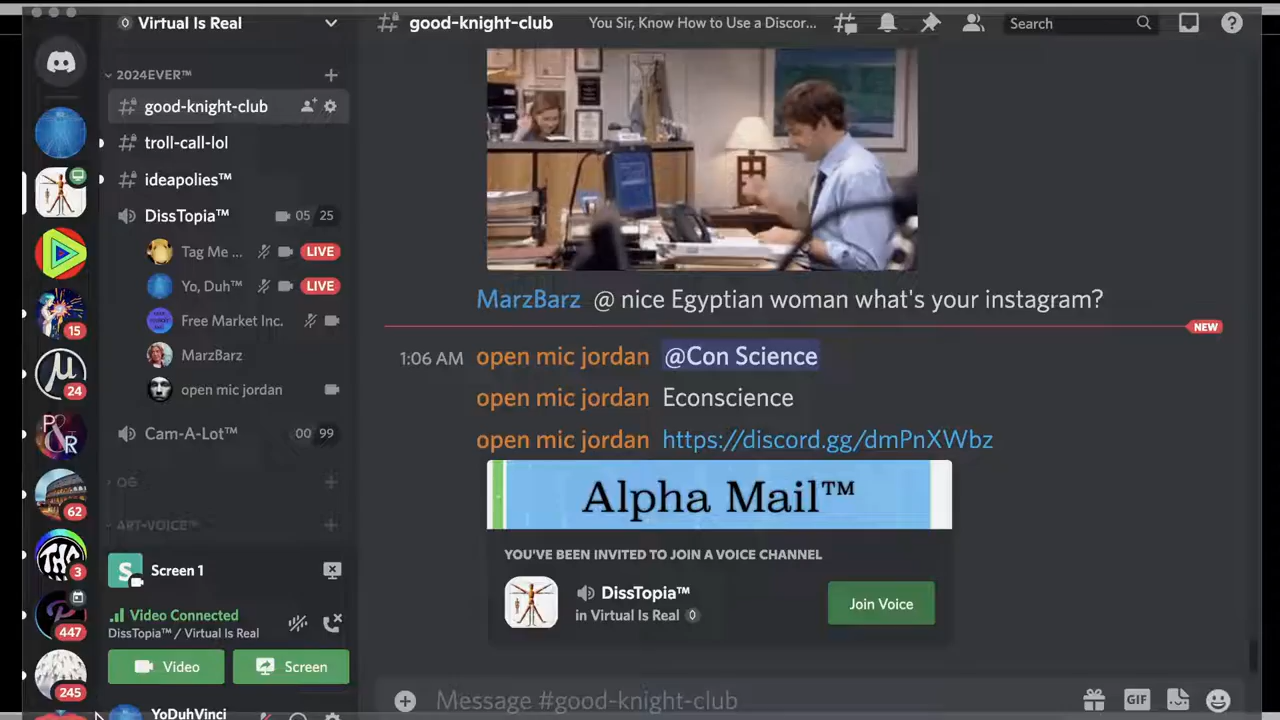 Virtual Is Real
good-knight-club
You Sir, Know How to Use a Discor...
Search
2024EVER™
good-knight-club
troll-call-lol
ideapolies™
DissTopia™ 05 25
Tag Me ... LIVE
Yo, Duh™ LIVE
Free Market Inc.
MarzBarz
open mic jordan
Cam-A-Lot™ 00 99
OG
ART-VOICE™
S Screen 1
Video Connected
DissTopia™ / Virtual Is Real
Video Screen
YoDuhVinci
15
μ
24
62
THC
3
447
245
MarzBarz @ nice Egyptian woman what's your instagram?
NEW
1:06 AM open mic jordan @Con Science
open mic jordan Econscience
open mic jordan https://discord.gg/dmPnXWbz
Alpha Mail™
YOU'VE BEEN INVITED TO JOIN A VOICE CHANNEL
DissTopia™
in Virtual Is Real
Join Voice
Message #good-knight-club
GIF